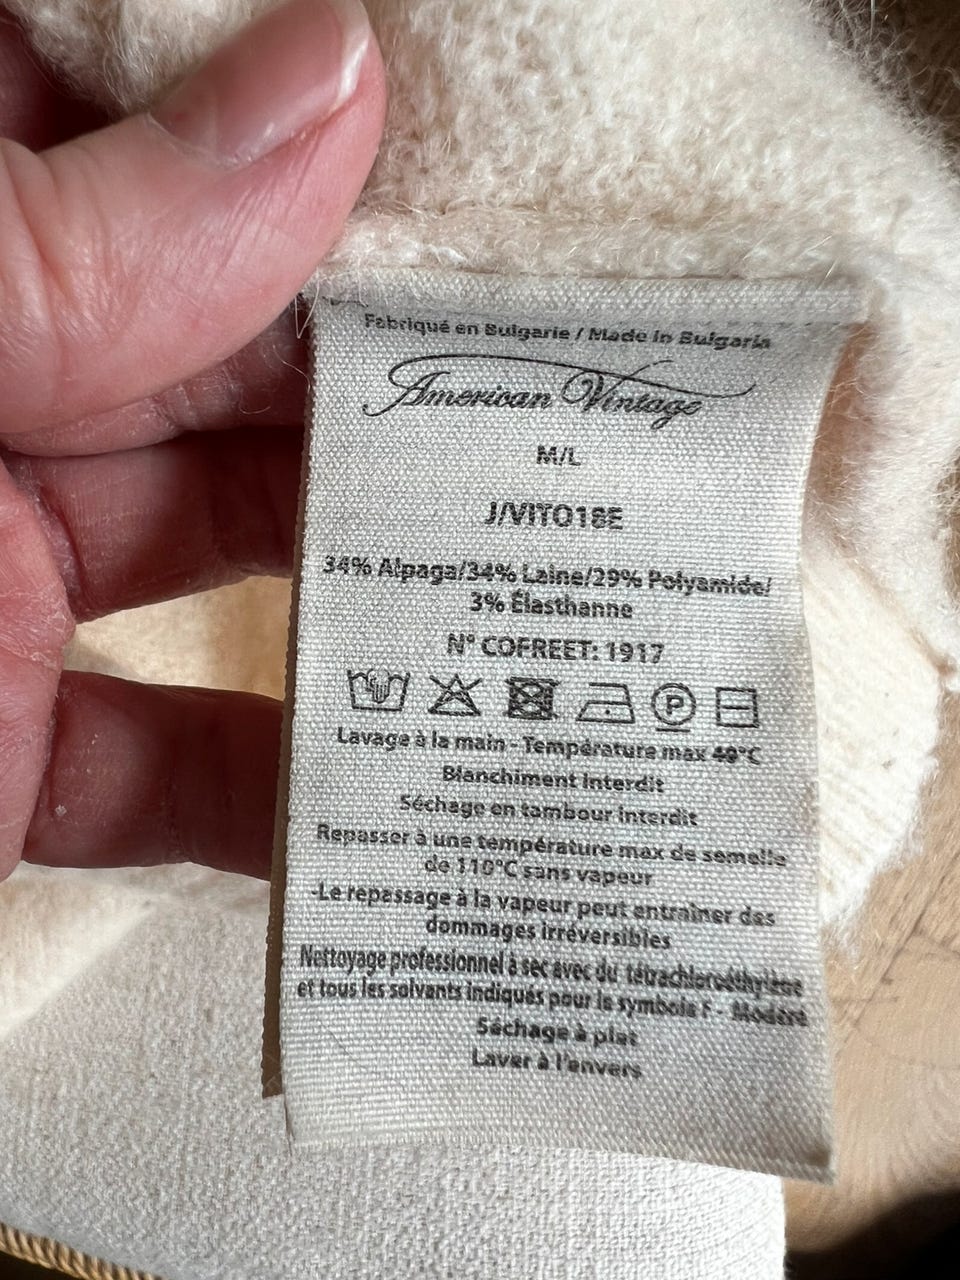 Fabriqué en Bulgarie / Made in Bulgaria
American Vintage
M/L
J/VITO18E
34% Alpaga/34% Laine/29% Polyamide/
3% Élasthanne
N° COFREET: 1917
P
Lavage à la main - Température max 40°C
Blanchiment interdit
Séchage en tambour interdit
Repasser à une température max de semelle
de 110°C sans vapeur
-Le repassage à la vapeur peut entraîner des
dommages irréversibles
Nettoyage professionnel à sec avec du tétrachloroéthylène
et tous les solvants indiqués pour le symbole F - Modéré
Séchage à plat
Laver à l'envers